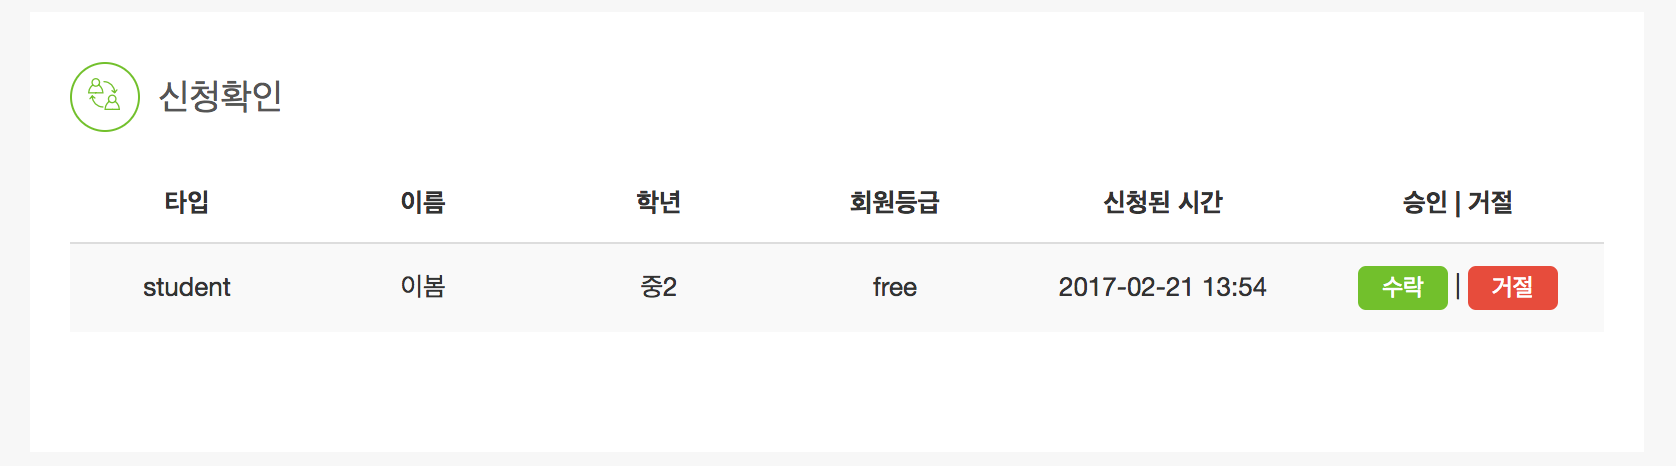 신청확인
타입 이름 학년 회원등급 신청된 시간 승인 | 거절
student 이봄 중2 free 2017-02-21 13:54 수락 | 거절